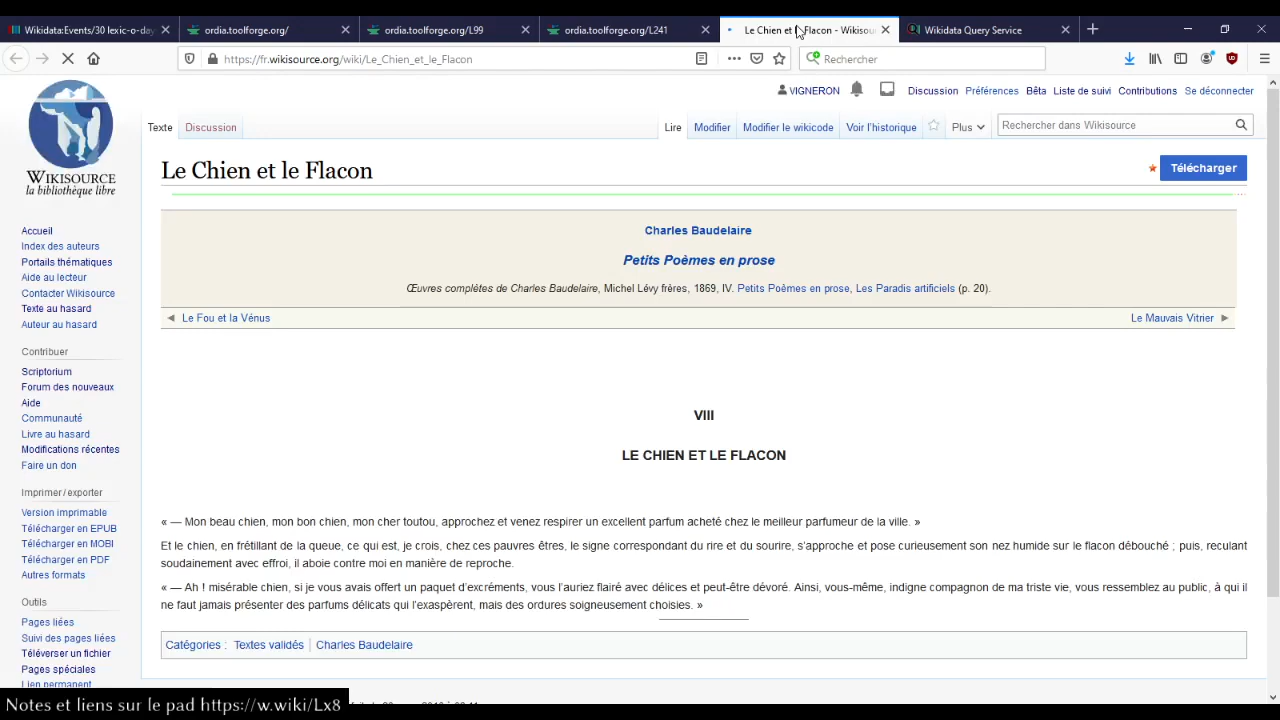 Wikidata:Events/30 lexic-o-day
ordia.toolforge.org/
ordia.toolforge.org/L99
ordia.toolforge.org/L241
Le Chien et le Flacon - Wikisou
Wikidata Query Service
https://fr.wikisource.org/wiki/Le_Chien_et_le_Flacon
Rechercher
VIGNERON
Discussion
Préférences
Bêta
Liste de suivi
Contributions
Se déconnecter
Texte
Discussion
Lire
Modifier
Modifier le wikicode
Voir l'historique
Plus
Rechercher dans Wikisource
WIKISOURCE
la bibliothèque libre
Le Chien et le Flacon
Télécharger
Charles Baudelaire
Petits Poèmes en prose
Œuvres complètes de Charles Baudelaire, Michel Lévy frères, 1869, IV. Petits Poèmes en prose, Les Paradis artificiels (p. 20).
◄ Le Fou et la Vénus
Le Mauvais Vitrier ►
VIII
LE CHIEN ET LE FLACON
« — Mon beau chien, mon bon chien, mon cher toutou, approchez et venez respirer un excellent parfum acheté chez le meilleur parfumeur de la ville. »
Et le chien, en frétillant de la queue, ce qui est, je crois, chez ces pauvres êtres, le signe correspondant du rire et du sourire, s'approche et pose curieusement son nez humide sur le flacon débouché ; puis, reculant
soudainement avec effroi, il aboie contre moi en manière de reproche.
« — Ah ! misérable chien, si je vous avais offert un paquet d'excréments, vous l'auriez flairé avec délices et peut-être dévoré. Ainsi, vous-même, indigne compagnon de ma triste vie, vous ressemblez au public, à qui il
ne faut jamais présenter des parfums délicats qui l'exaspèrent, mais des ordures soigneusement choisies. »
Catégories :
Textes validés
Charles Baudelaire
Accueil
Index des auteurs
Portails thématiques
Aide au lecteur
Contacter Wikisource
Texte au hasard
Auteur au hasard
Contribuer
Scriptorium
Forum des nouveaux
Aide
Communauté
Livre au hasard
Modifications récentes
Faire un don
Imprimer / exporter
Version imprimable
Télécharger en EPUB
Télécharger en MOBI
Télécharger en PDF
Autres formats
Outils
Pages liées
Suivi des pages liées
Téléverser un fichier
Pages spéciales
Lien permanent
Notes et liens sur le pad https://w.wiki/Lx8